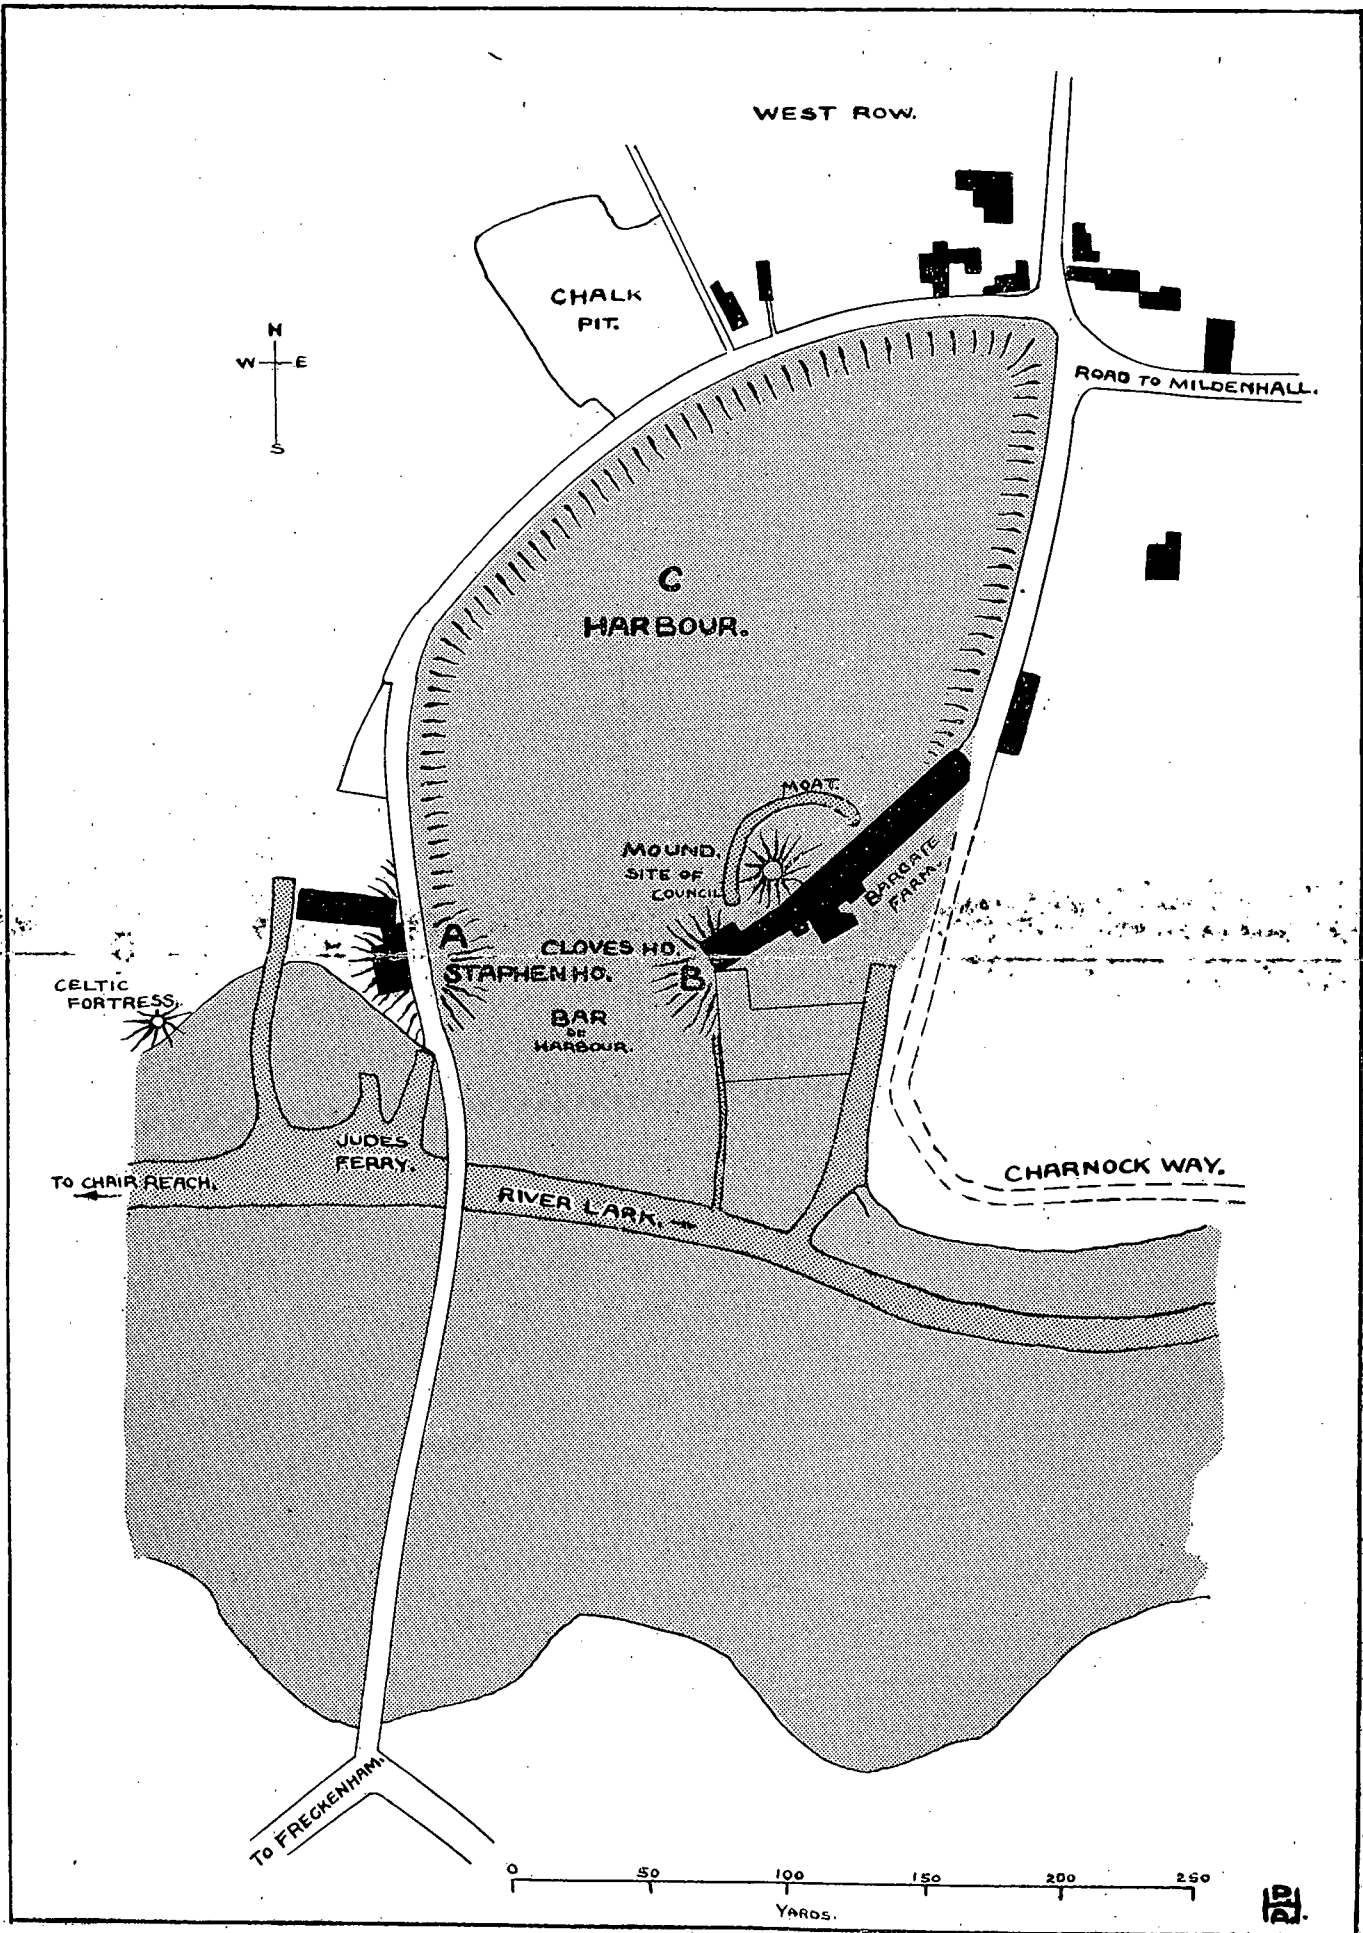 WEST ROW.
CHALK
PIT.
N
W E
S
ROAD TO MILDENHALL.
C
HARBOUR.
MOAT.
MOUND.
SITE OF
COUNCIL
BARGATE
FARM.
A
CLOVES HO.
STAPHEN HO.
B
CELTIC
FORTRESS.
BAR
OF
HARBOUR.
JUDES
FERRY.
TO CHAIR REACH.
RIVER LARK.
CHARNOCK WAY.
TO FRECKENHAM.
0 50 100 150 200 250
YARDS.